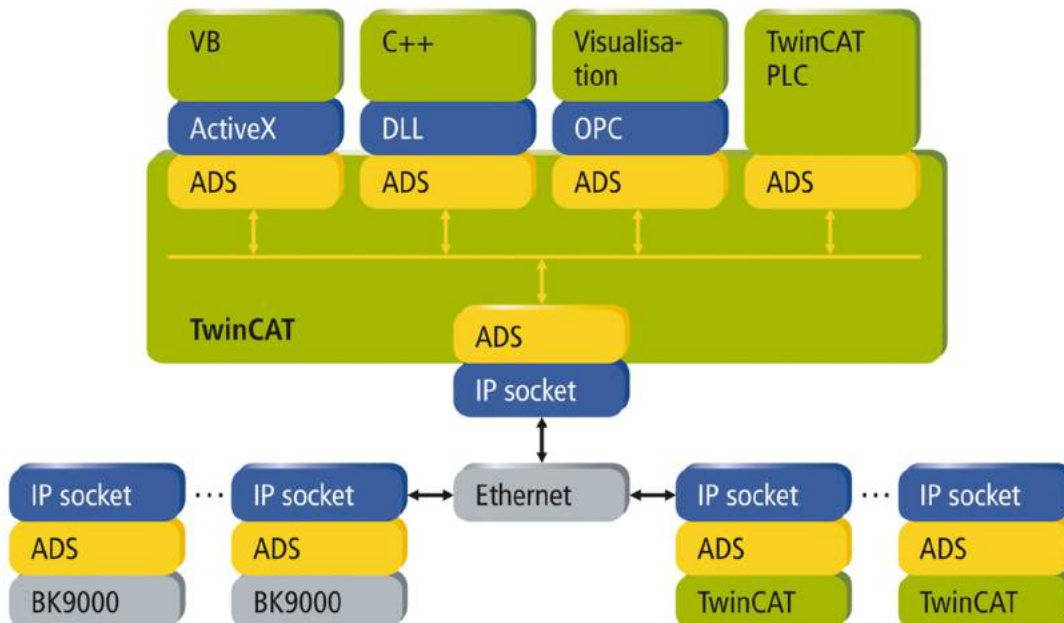 VB
C++
Visualisa-
tion
TwinCAT
PLC
ActiveX
DLL
OPC
ADS
ADS
ADS
ADS
TwinCAT
ADS
IP socket
IP socket
...
IP socket
Ethernet
IP socket
...
IP socket
ADS
ADS
ADS
ADS
BK9000
BK9000
TwinCAT
TwinCAT